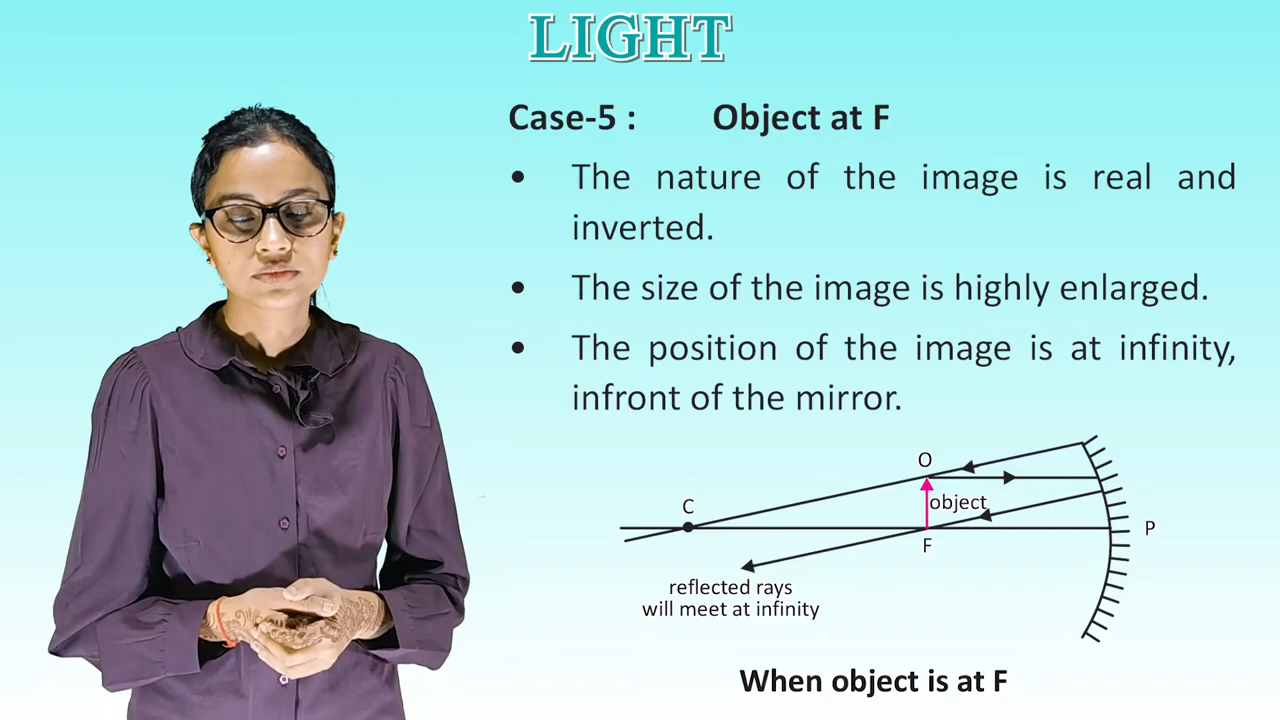 LIGHT
Case-5 : Object at F
• The nature of the image is real and
inverted.
• The size of the image is highly enlarged.
• The position of the image is at infinity,
infront of the mirror.
O
object
C
F
P
reflected rays
will meet at infinity
When object is at F